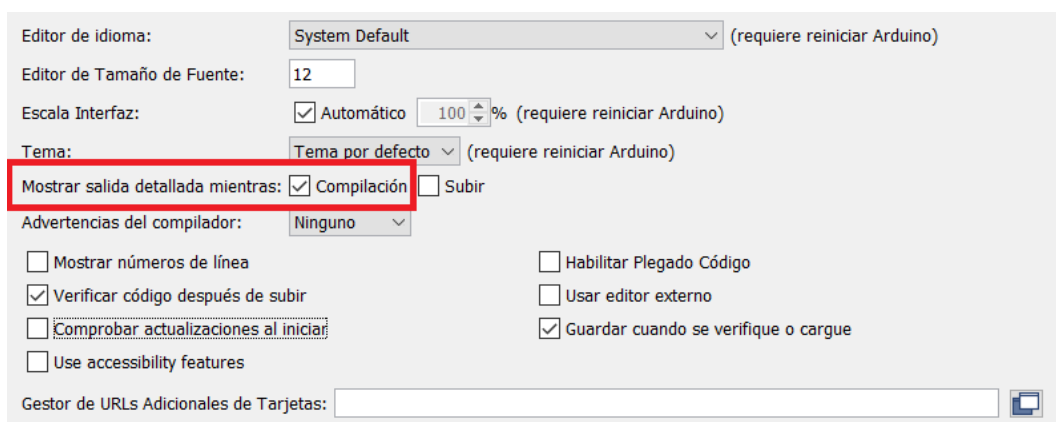 Editor de idioma: System Default (requiere reiniciar Arduino)
Editor de Tamaño de Fuente: 12
Escala Interfaz: Automático 100 % (requiere reiniciar Arduino)
Tema: Tema por defecto (requiere reiniciar Arduino)
Mostrar salida detallada mientras: Compilación Subir
Advertencias del compilador: Ninguno
Mostrar números de línea Habilitar Plegado Código
Verificar código después de subir Usar editor externo
Comprobar actualizaciones al iniciar Guardar cuando se verifique o cargue
Use accessibility features
Gestor de URLs Adicionales de Tarjetas: